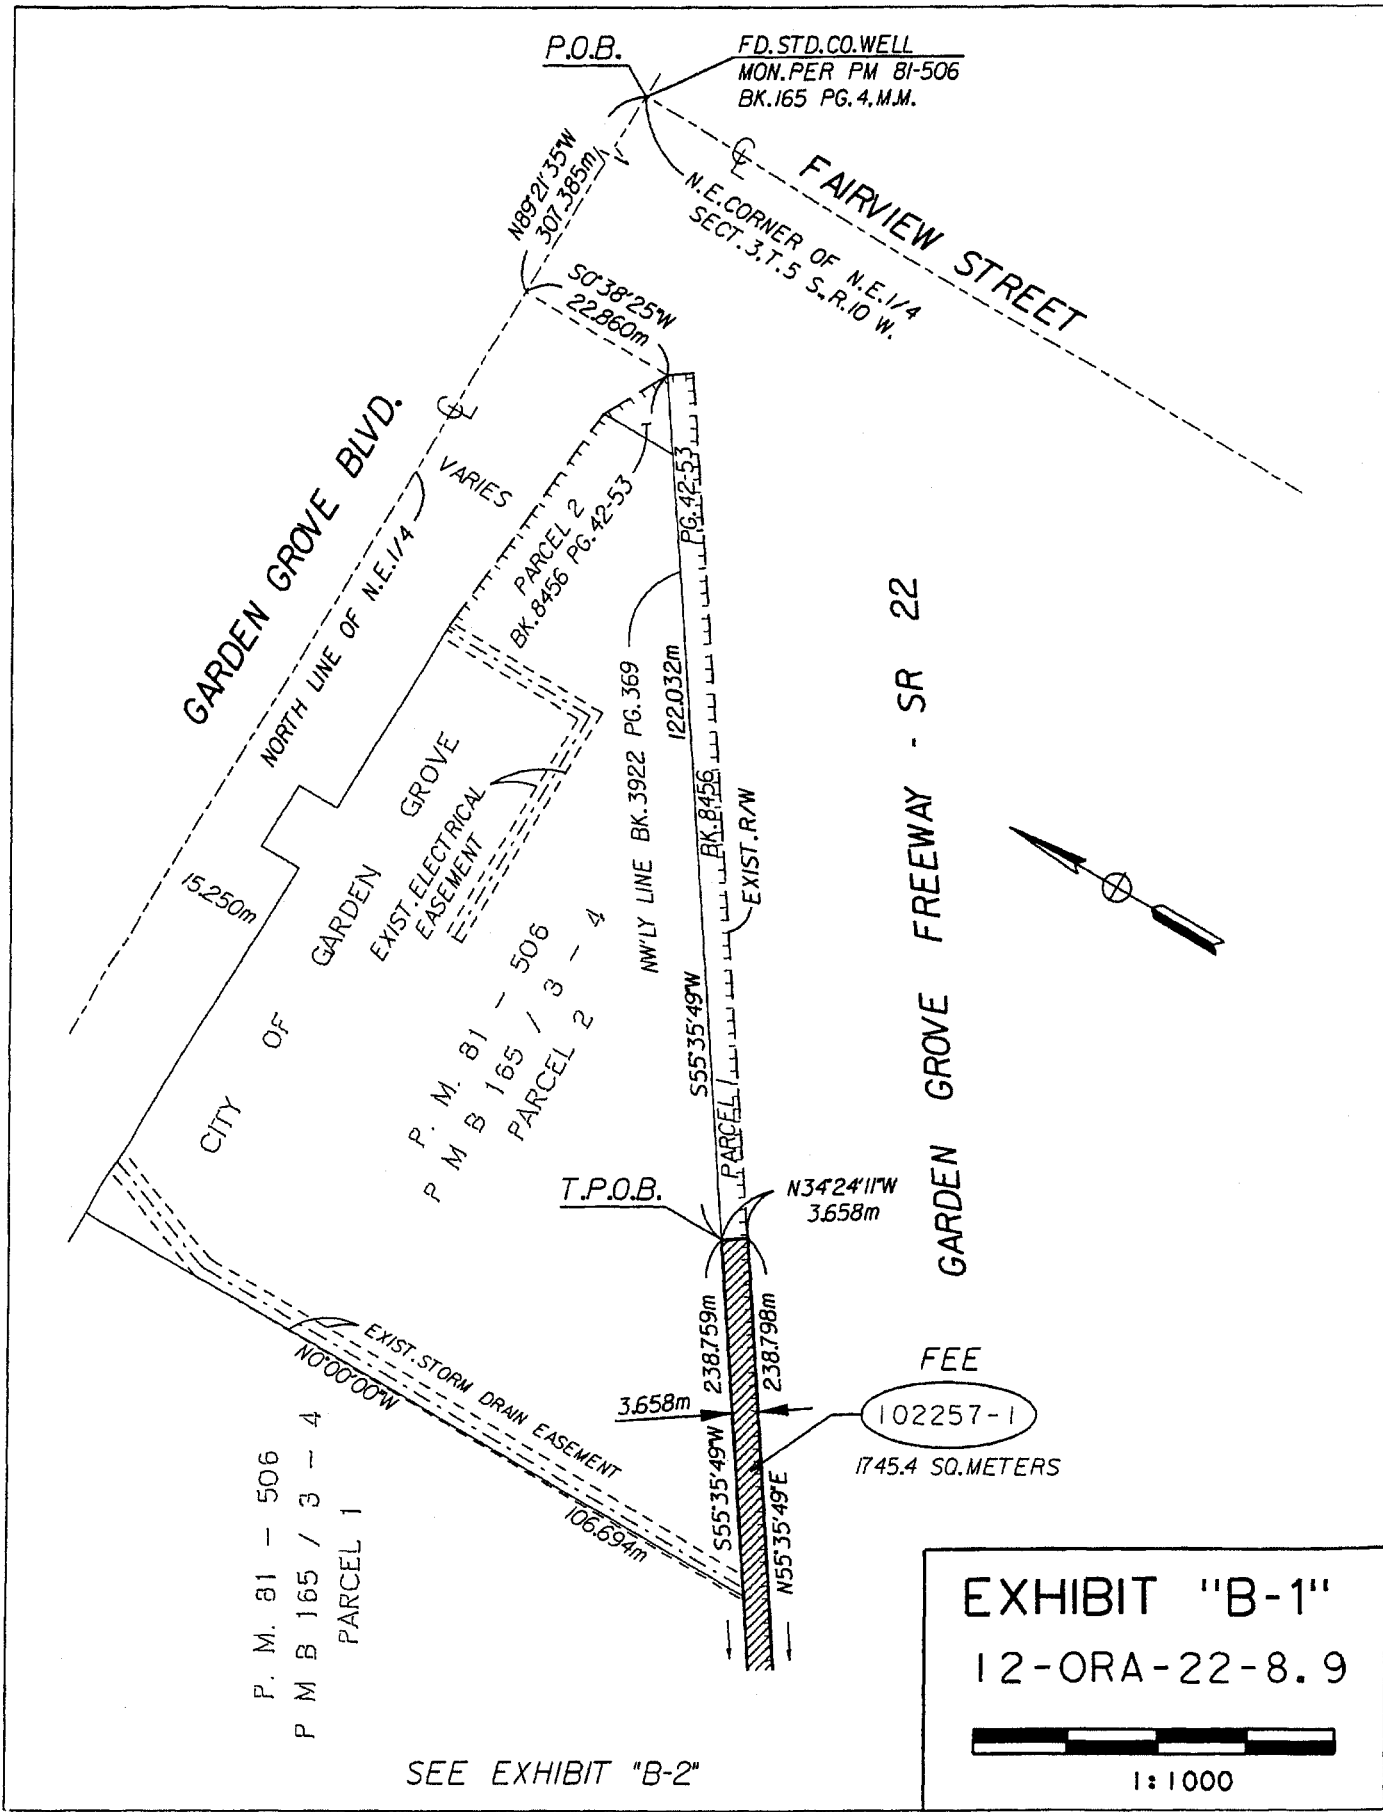 P.O.B.
FD.STD.CO.WELL
MON.PER PM 81-506
BK.165 PG.4,M.M.
N89°21'35"W
307.385m
℄
FAIRVIEW STREET
N.E.CORNER OF N.E.1/4
SECT.3,T.5 S.,R.10 W.
S0°38'25"W
22.860m
GARDEN GROVE BLVD.
℄
VARIES
NORTH LINE OF N.E.1/4
PARCEL 2
BK.8456 PG.42-53
PG.42-53
NW'LY LINE BK.3922 PG.369
122.032m
BK.8456
EXIST.R/W
S55°35'49"W
PARCEL 1
GARDEN GROVE FREEWAY - SR 22
15.250m
CITY OF GARDEN GROVE
EXIST.ELECTRICAL
EASEMENT
P. M. 81 - 506
P M B 165 / 3 - 4
PARCEL 2
T.P.O.B.
N34°24'11"W
3.658m
238.759m
238.798m
3.658m
S55°35'49"W
N55°35'49"E
FEE
102257-1
1745.4 SQ.METERS
EXIST.STORM DRAIN EASEMENT
N0°00'00"W
106.694m
P. M. 81 - 506
P M B 165 / 3 - 4
PARCEL 1
SEE EXHIBIT "B-2"
EXHIBIT "B-1"
12-ORA-22-8.9
1:1000